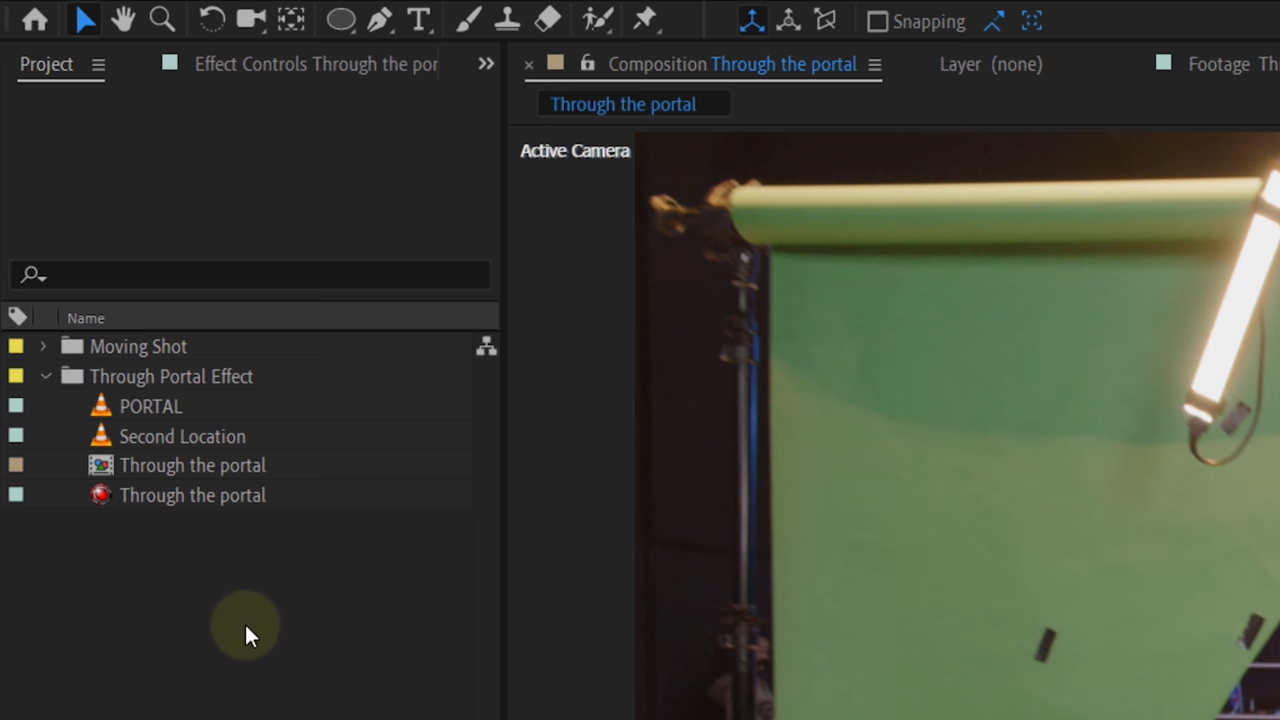 Snapping
Project
Effect Controls Through the por
Composition Through the portal
Layer (none)
Footage Th
Through the portal
Active Camera
Name
Moving Shot
Through Portal Effect
PORTAL
Second Location
Through the portal
Through the portal